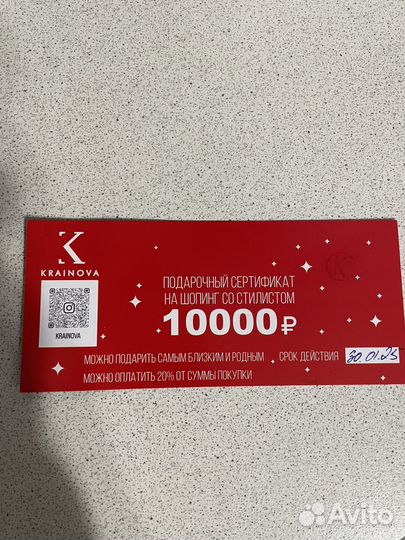 KRAINOVA
ПОДАРОЧНЫЙ СЕРТИФИКАТ
НА ШОПИНГ СО СТИЛИСТОМ
10000₽
KRAINOVA
МОЖНО ПОДАРИТЬ САМЫМ БЛИЗКИМ И РОДНЫМ СРОК ДЕЙСТВИЯ 30.01.25
МОЖНО ОПЛАТИТЬ 20% ОТ СУММЫ ПОКУПКИ
Avito